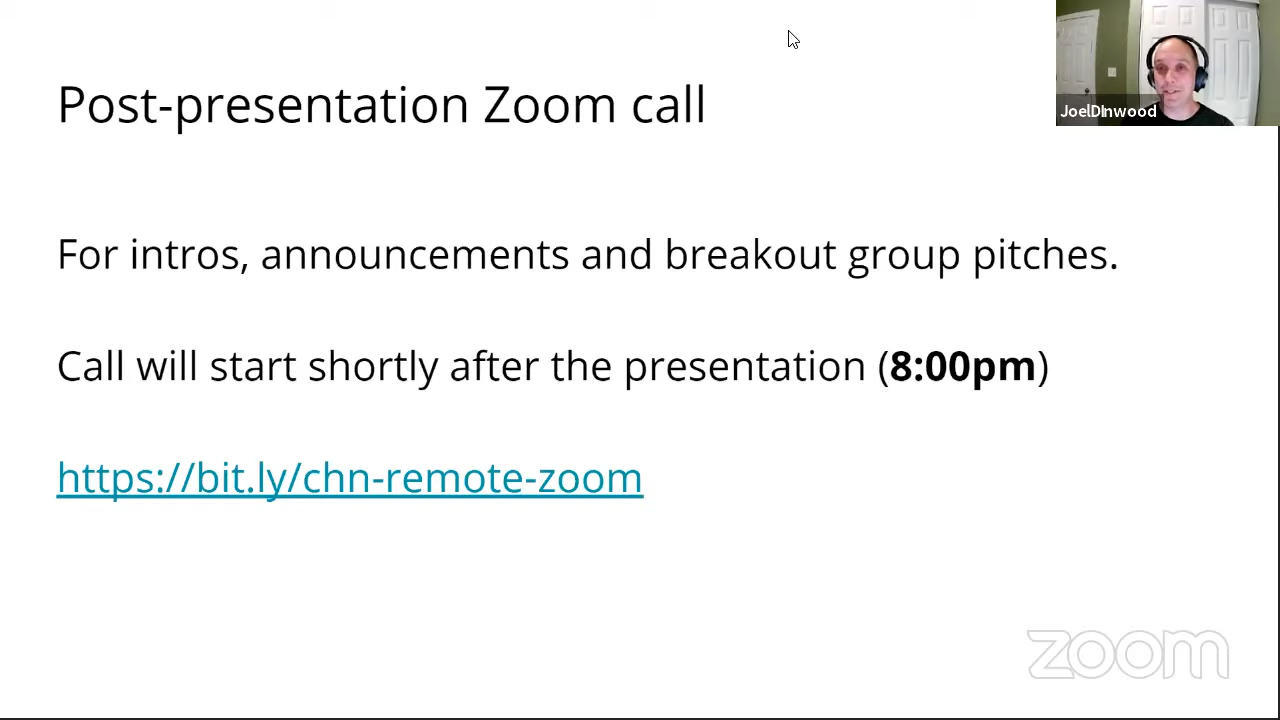 Post-presentation Zoom call
JoelDInwood
For intros, announcements and breakout group pitches.
Call will start shortly after the presentation (8:00pm)
https://bit.ly/chn-remote-zoom
zoom